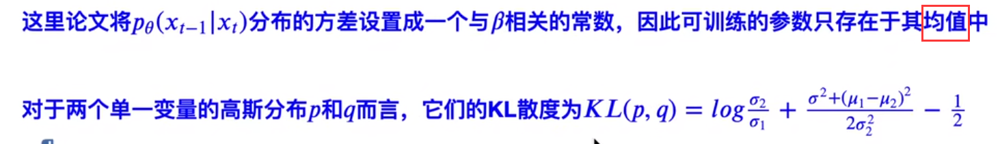 这里论文将$p_\theta(x_{t-1}|x_t)$分布的方差设置成一个与$\beta$相关的常数，因此可训练的参数只存在于其均值中
对于两个单一变量的高斯分布$p$和$q$而言，它们的KL散度为$KL(p, q) = log\frac{\sigma_2}{\sigma_1} + \frac{\sigma^2+(\mu_1-\mu_2)^2}{2\sigma_2^2} - \frac{1}{2}$